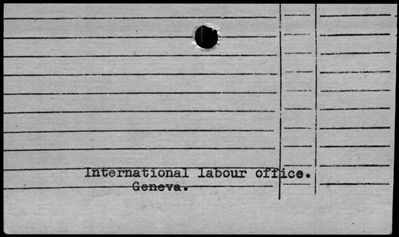 International labour office.
Geneva.